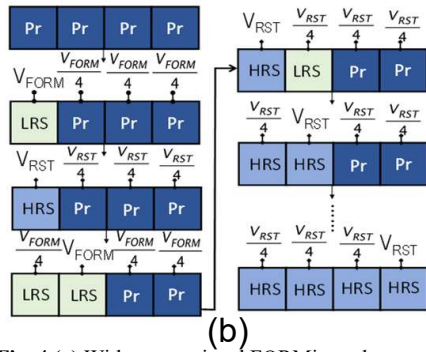 Pr Pr Pr Pr
V_FORM V_FORM/4 V_FORM/4 V_FORM/4
LRS Pr Pr Pr
V_RST V_RST/4 V_RST/4 V_RST/4
HRS Pr Pr Pr
V_FORM/4 V_FORM V_FORM/4 V_FORM/4
LRS LRS Pr Pr
V_RST V_RST/4 V_RST/4 V_RST/4
HRS LRS Pr Pr
V_RST/4 V_RST V_RST/4 V_RST/4
HRS HRS Pr Pr
V_RST/4 V_RST/4 V_RST/4 V_RST
HRS HRS HRS HRS
(b)